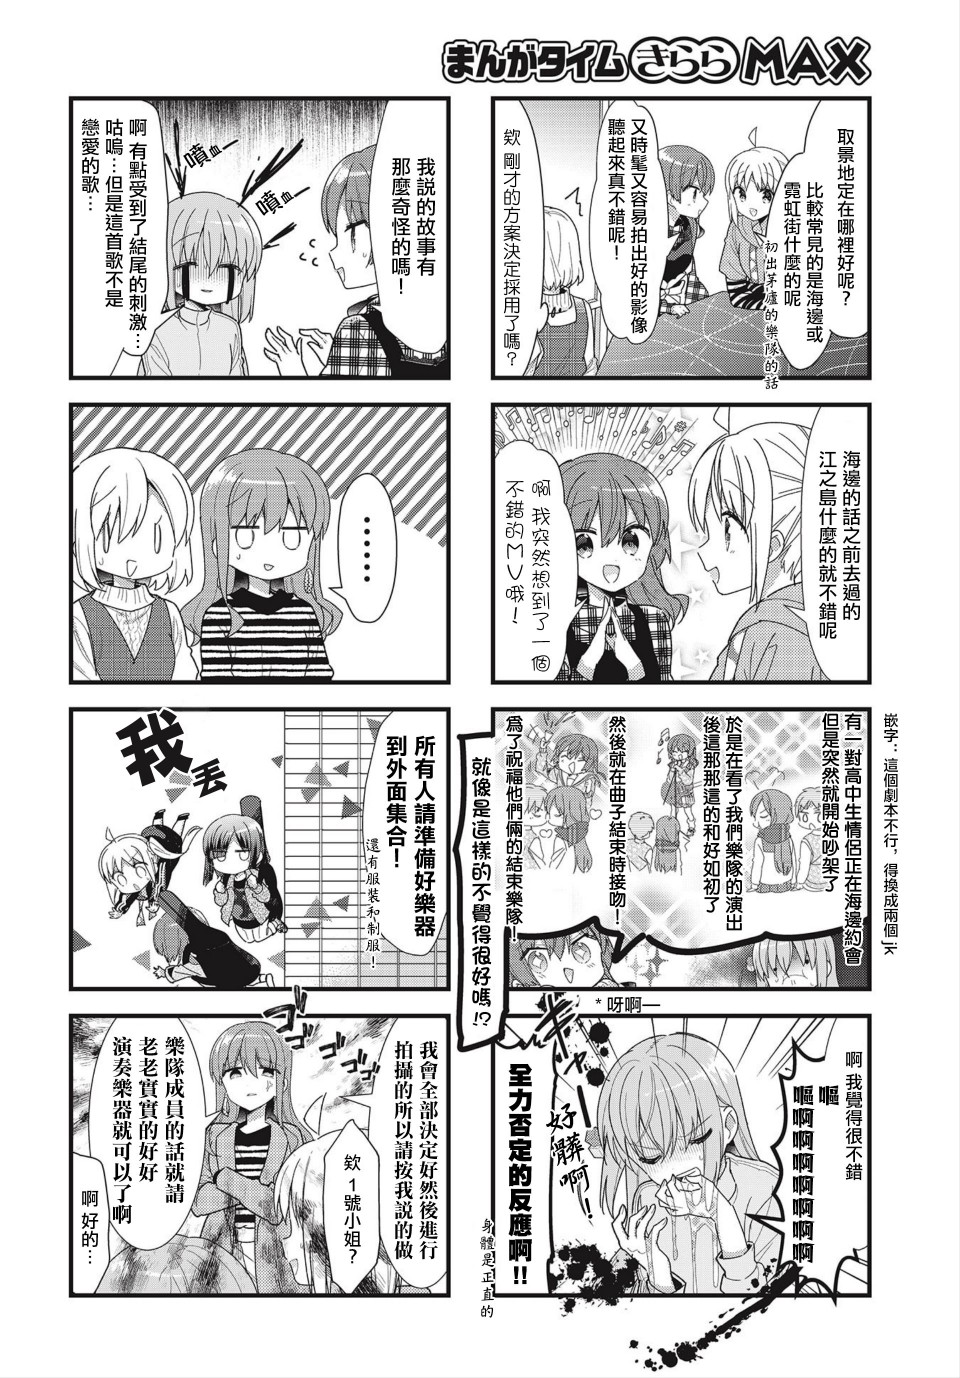 まんがタイムきららMAX
取景地定在哪裡好呢?
比較常見的是海邊或
霓虹街什麼的呢
初出茅廬的樂隊的話
又時髦又容易拍出好的影像
聽起來真不錯呢!
欸 剛才的方案決定採用了嗎?
海邊的話之前去過的
江之島什麼的就不錯呢
啊 我突然想到了一個
不錯的MV哦!
嵌字:這個劇本不行,得換成兩個jk
有一對高中生情侶正在海邊約會
但是突然就開始吵架了
於是在看了我們樂隊的演出
後這那那這的和好如初了
然後就在曲子結束時接吻!
為了祝福他們倆的結束樂隊!
就像是這樣的不覺得很好嗎!?
*呀啊—
啊 我覺得很不錯
嘔
嘔啊啊啊啊啊啊啊
好髒啊!
全力否定的反應啊!!
身體是正直的
我說的故事有
那麼奇怪的嗎!
噴血—
噴血—
啊 有點受到了結尾的刺激…
咕嗚…但是這首歌不是
戀愛的歌…
……
所有人請準備好樂器
到外面集合!
還有服裝和制服!
我
丟
我會全部決定好然後進行
拍攝的所以請按我說的做
ゴゴゴ
ゴゴゴ
樂隊成員的話就請
老老實實的好好
演奏樂器就可以了啊
欸 1號小姐?
啊 好的…